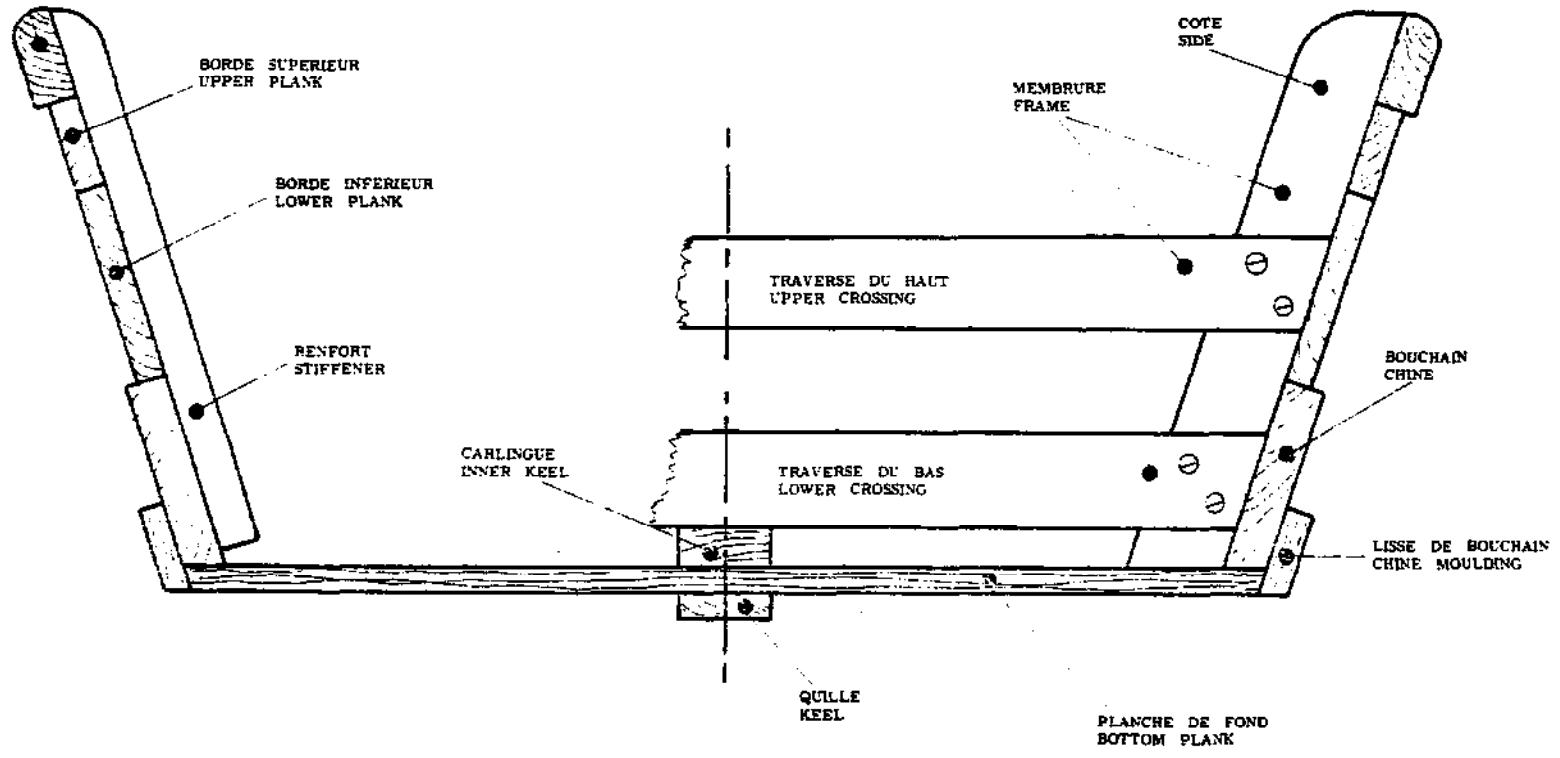 COTE
SIDE
BORDE SUPERIEUR
UPPER PLANK
MEMBRURE
FRAME
BORDE INFERIEUR
LOWER PLANK
TRAVERSE DU HAUT
UPPER CROSSING
RENFORT
STIFFENER
BOUCHAIN
CHINE
CARLINGUE
INNER KEEL
TRAVERSE DU BAS
LOWER CROSSING
LISSE DE BOUCHAIN
CHINE MOULDING
QUILLE
KEEL
PLANCHE DE FOND
BOTTOM PLANK